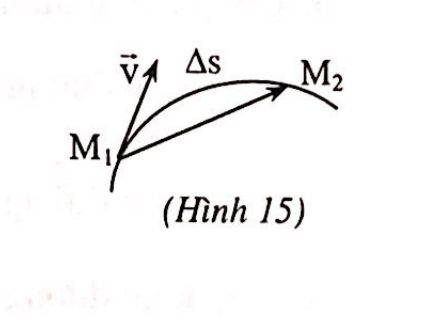 v⃗ Δs M₂
M₁
(Hình 15)